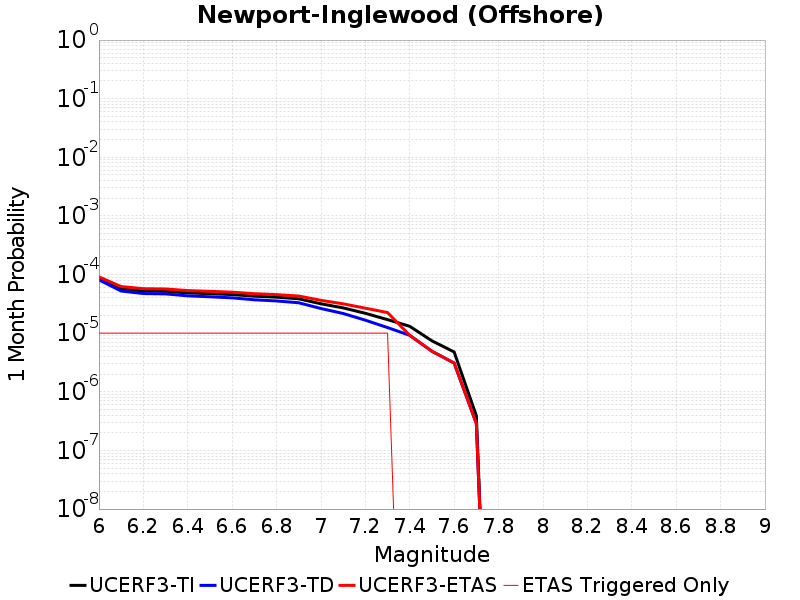 Newport-Inglewood (Offshore)
1 Month Probability
10^0
10^-1
10^-2
10^-3
10^-4
10^-5
10^-6
10^-7
10^-8
6 6.2 6.4 6.6 6.8 7 7.2 7.4 7.6 7.8 8 8.2 8.4 8.6 8.8 9
Magnitude
UCERF3-TI UCERF3-TD UCERF3-ETAS ETAS Triggered Only